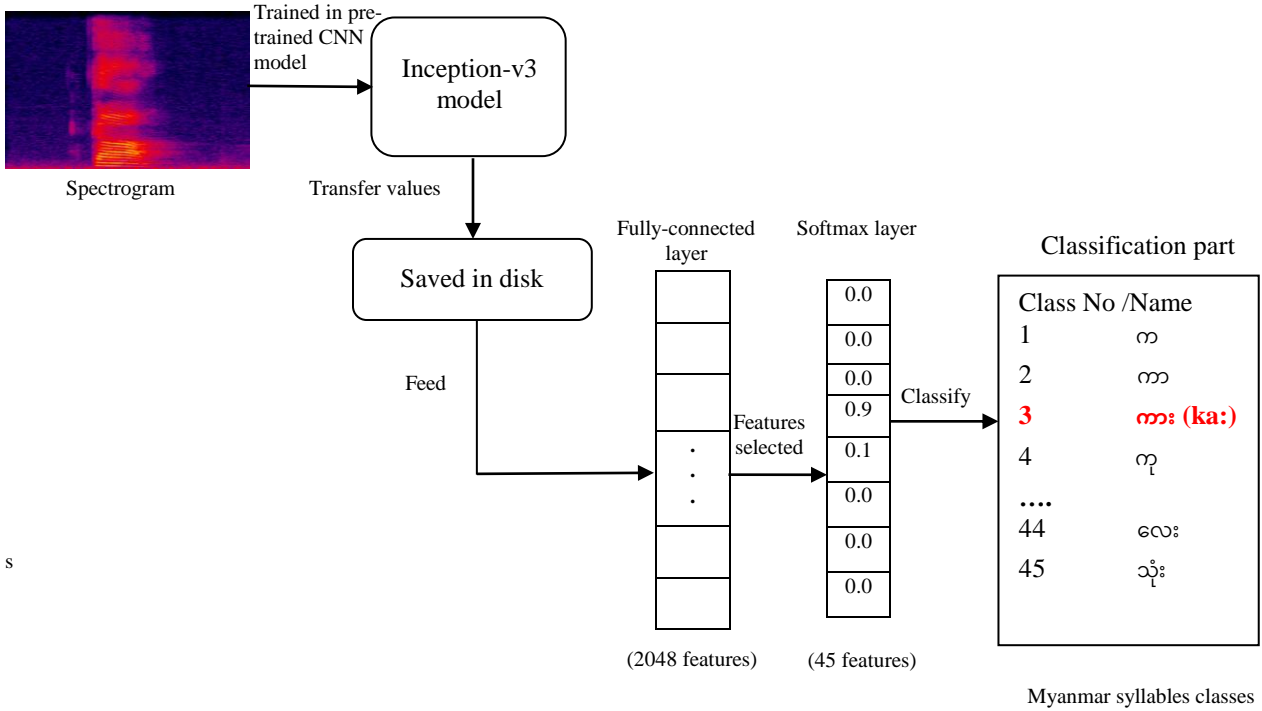 Trained in pre-
trained CNN
model
Inception-v3
model
Spectrogram
Transfer values
Saved in disk
Feed
Fully-connected
layer
Softmax layer
0.0
0.0
0.0
0.9
0.1
0.0
0.0
0.0
.
.
.
Features
selected
Classify
(2048 features)
(45 features)
Classification part
Class No /Name
1 က
2 ကာ
3 ကား (ka:)
4 ကု
....
44 လေး
45 သုံး
Myanmar syllables classes
s